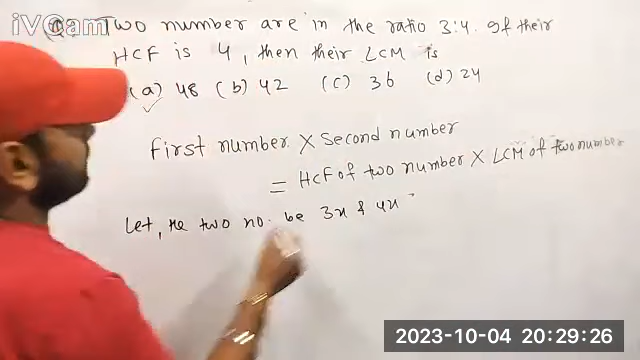 iVCam
Two number are in the ratio 3:4. If their
HCF is 4, then their LCM is
(a) 48 (b) 42 (c) 36 (d) 24
First number × Second number
= HCF of two number × LCM of two number
Let, the two no. be 3x & 4x
2023-10-04 20:29:26